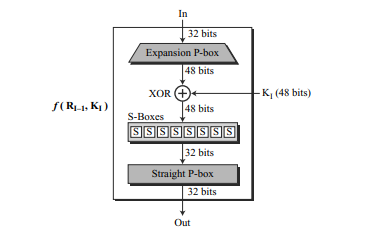 In
32 bits
Expansion P-box
48 bits
XOR
K_I (48 bits)
f ( R_I–1, K_I )
48 bits
S-Boxes
S S S S S S S S
32 bits
Straight P-box
32 bits
Out